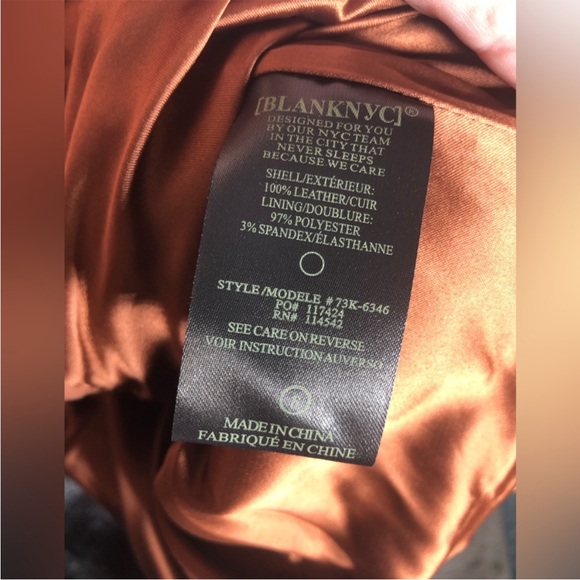 [BLANKNYC]®
DESIGNED FOR YOU
BY OUR NYC TEAM
IN THE CITY THAT
NEVER SLEEPS
BECAUSE WE CARE
SHELL/EXTÉRIEUR:
100% LEATHER/CUIR
LINING/DOUBLURE:
97% POLYESTER
3% SPANDEX/ÉLASTHANNE
STYLE/MODELE # 73K-6346
PO# 117424
RN# 114542
SEE CARE ON REVERSE
VOIR INSTRUCTION AUVERSO
MADE IN CHINA
FABRIQUÉ EN CHINE